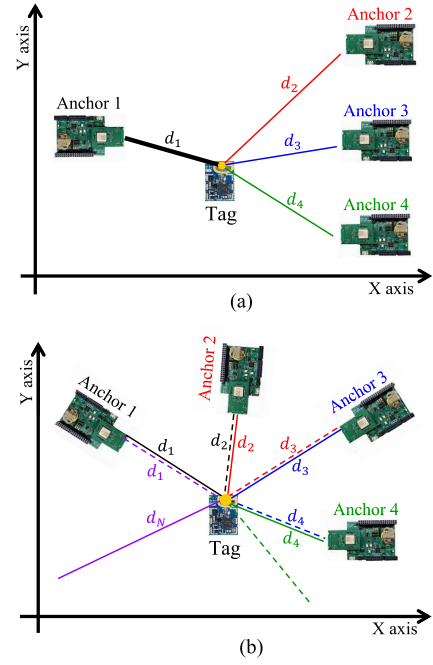 Y axis
Anchor 2
Anchor 1
d₁
d₂
Anchor 3
d₃
Anchor 4
d₄
Tag
X axis
(a)
Y axis
Anchor 1
Anchor 2
Anchor 3
d₁
d₁
d₂
d₂
d₃
d₃
d_N
Anchor 4
d₄
d₄
Tag
X axis
(b)